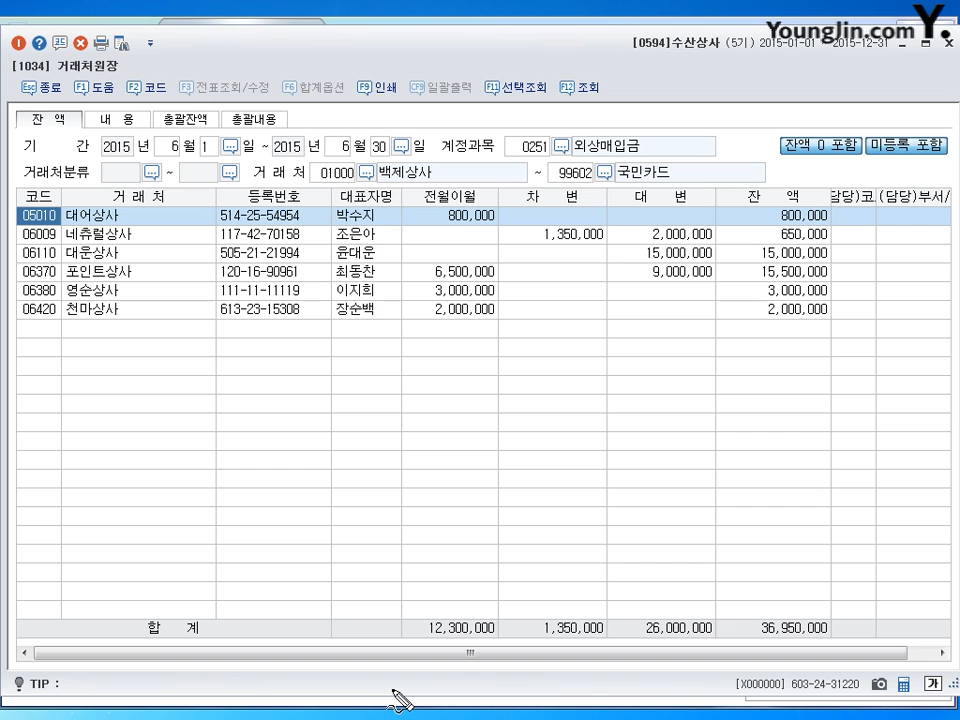 YoungJin.com Y.
[0594]수산상사 (5기) 2015-01-01 ~ 2015-12-31
[1034] 거래처원장
Esc 종료 F1 도움 F2 코드 F3 전표조회/수정 F6 합계옵션 F9 인쇄 CF9 일괄출력 F11 선택조회 F12 조회
잔 액 내 용 총괄잔액 총괄내용
기 간 2015 년 6 월 1 일 ~ 2015 년 6 월 30 일 계정과목 0251 외상매입금 잔액 0 포함 미등록 포함
거래처분류 ~ 거 래 처 01000 백제상사 ~ 99602 국민카드
코드 거 래 처 등록번호 대표자명 전월이월 차 변 대 변 잔 액 담당)코 (담당)부서/
05010 대어상사 514-25-54954 박수지 800,000 800,000
06009 네츄럴상사 117-42-70158 조은아 1,350,000 2,000,000 650,000
06110 대운상사 505-21-21994 윤대운 15,000,000 15,000,000
06370 포인트상사 120-16-90961 최동찬 6,500,000 9,000,000 15,500,000
06380 영순상사 111-11-11119 이지희 3,000,000 3,000,000
06420 천마상사 613-23-15308 장순백 2,000,000 2,000,000
합 계 12,300,000 1,350,000 26,000,000 36,950,000
TIP :
[X000000] 603-24-31220 가